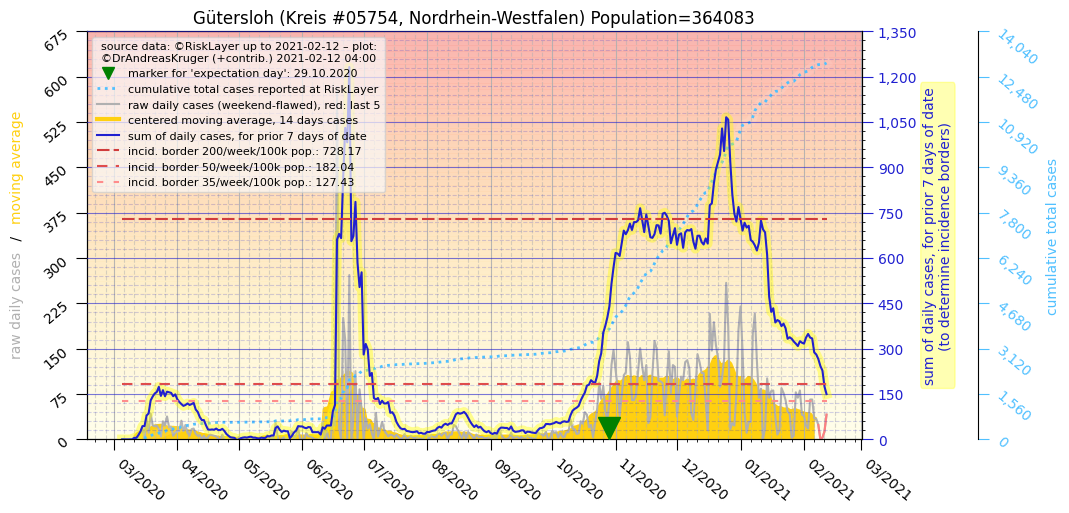 Gütersloh (Kreis #05754, Nordrhein-Westfalen) Population=364083
source data: ©RiskLayer up to 2021-02-12 – plot:
©DrAndreasKruger (+contrib.) 2021-02-12 04:00
marker for 'expectation day': 29.10.2020
cumulative total cases reported at RiskLayer
raw daily cases (weekend-flawed), red: last 5
centered moving average, 14 days cases
sum of daily cases, for prior 7 days of date
incid. border 200/week/100k pop.: 728.17
incid. border 50/week/100k pop.: 182.04
incid. border 35/week/100k pop.: 127.43
raw daily cases / moving average
675
600
525
450
375
300
225
150
75
0
03/2020
04/2020
05/2020
06/2020
07/2020
08/2020
09/2020
10/2020
11/2020
12/2020
01/2021
02/2021
03/2021
1,350
1,200
1,050
900
750
600
450
300
150
0
sum of daily cases, for prior 7 days of date
(to determine incidence borders)
14,040
12,480
10,920
9,360
7,800
6,240
4,680
3,120
1,560
0
cumulative total cases